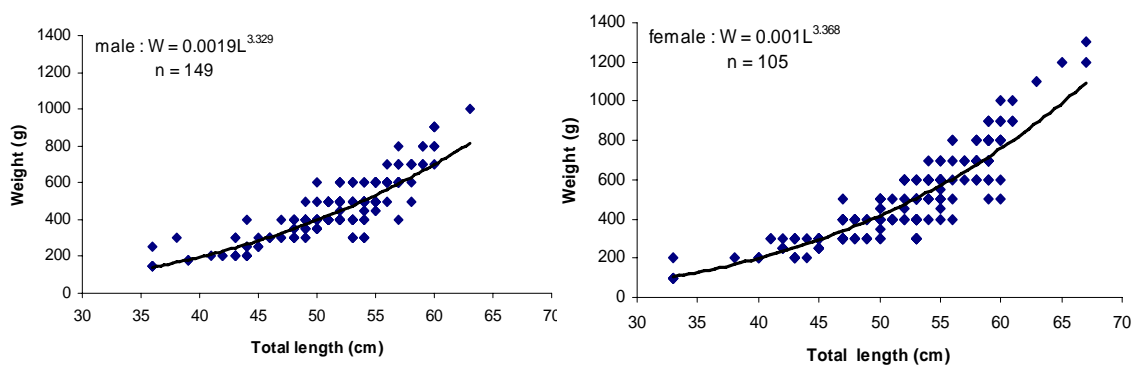 male : W = 0.0019L3.329
n = 149
1400
1200
1000
800
600
400
200
0
30 35 40 45 50 55 60 65 70
Weight (g)
Total length (cm)
female : W = 0.001L3.368
n = 105
1400
1200
1000
800
600
400
200
0
30 35 40 45 50 55 60 65 70
Weight (g)
Total length (cm)